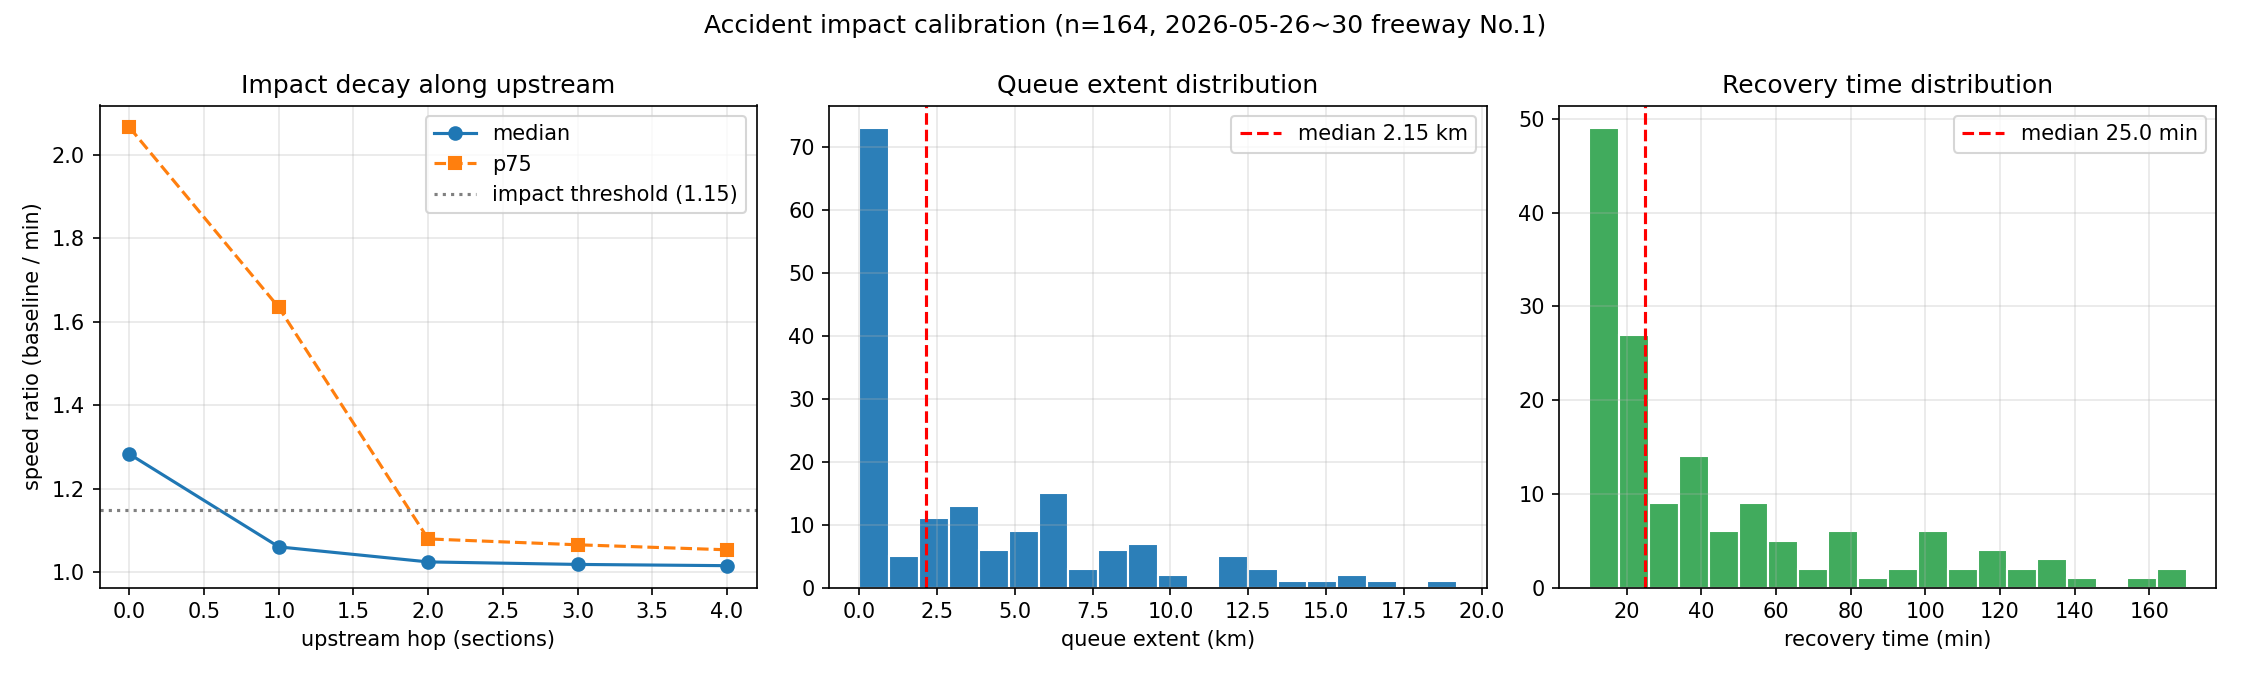 Accident impact calibration (n=164, 2026-05-26~30 freeway No.1)
Impact decay along upstream
speed ratio (baseline / min)
2.0
1.8
1.6
1.4
1.2
1.0
median
p75
impact threshold (1.15)
0.0 0.5 1.0 1.5 2.0 2.5 3.0 3.5 4.0
upstream hop (sections)
Queue extent distribution
70
60
50
40
30
20
10
0
median 2.15 km
0.0 2.5 5.0 7.5 10.0 12.5 15.0 17.5 20.0
queue extent (km)
Recovery time distribution
50
40
30
20
10
0
median 25.0 min
20 40 60 80 100 120 140 160
recovery time (min)